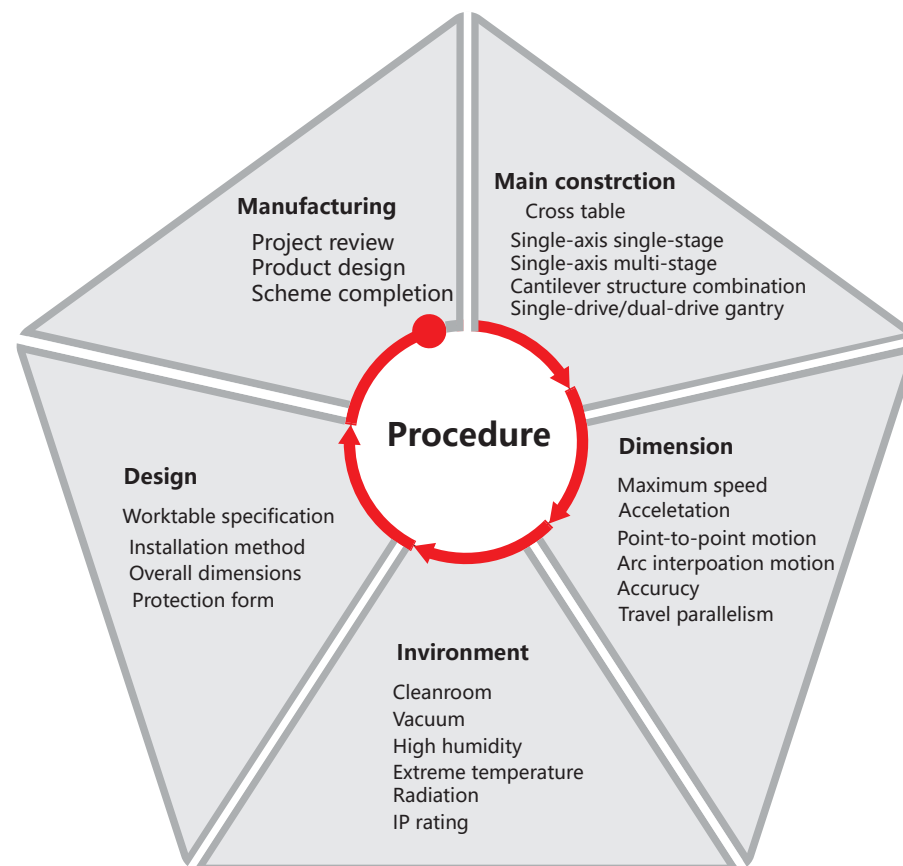 Manufacturing
Project review
Product design
Scheme completion
Main constrction
Cross table
Single-axis single-stage
Single-axis multi-stage
Cantilever structure combination
Single-drive/dual-drive gantry
Procedure
Dimension
Maximum speed
Acceletation
Point-to-point motion
Arc interpoation motion
Accurucy
Travel parallelism
Design
Worktable specification
Installation method
Overall dimensions
Protection form
Invironment
Cleanroom
Vacuum
High humidity
Extreme temperature
Radiation
IP rating